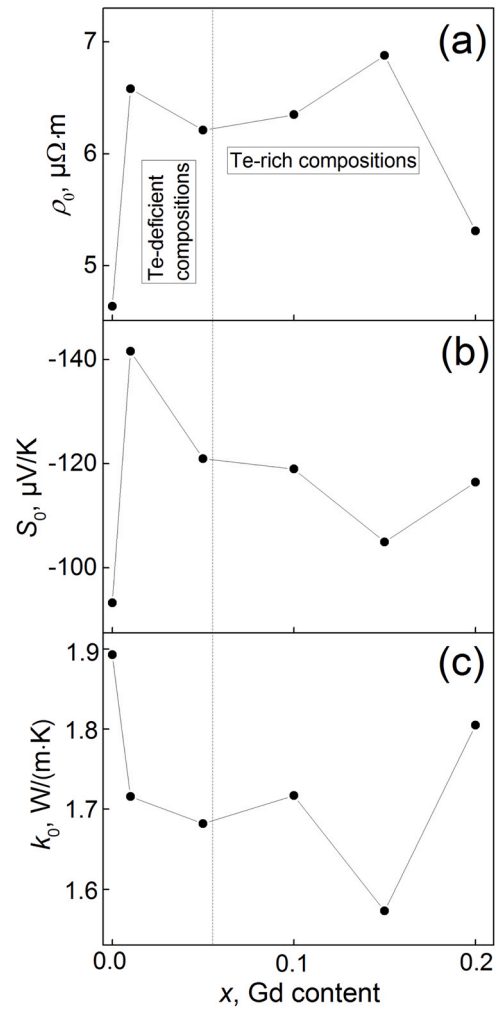 (a)
7
6
5
ρ0, μΩ·m
Te-deficient
compositions
Te-rich compositions
(b)
-140
-120
-100
S0, μV/K
(c)
1.9
1.8
1.7
1.6
k0, W/(m·K)
0.0 0.1 0.2
x, Gd content